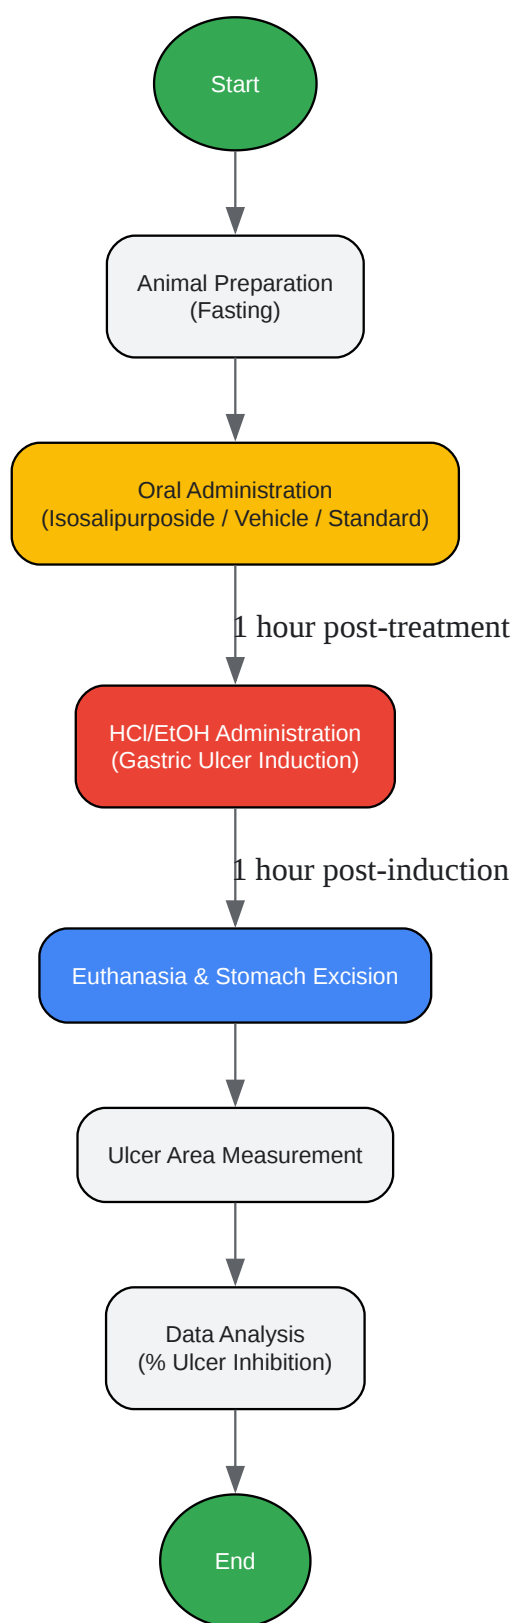 Start
Animal Preparation
(Fasting)
Oral Administration
(Isosalipurposide / Vehicle / Standard)
1 hour post-treatment
HCl/EtOH Administration
(Gastric Ulcer Induction)
1 hour post-induction
Euthanasia & Stomach Excision
Ulcer Area Measurement
Data Analysis
(% Ulcer Inhibition)
End